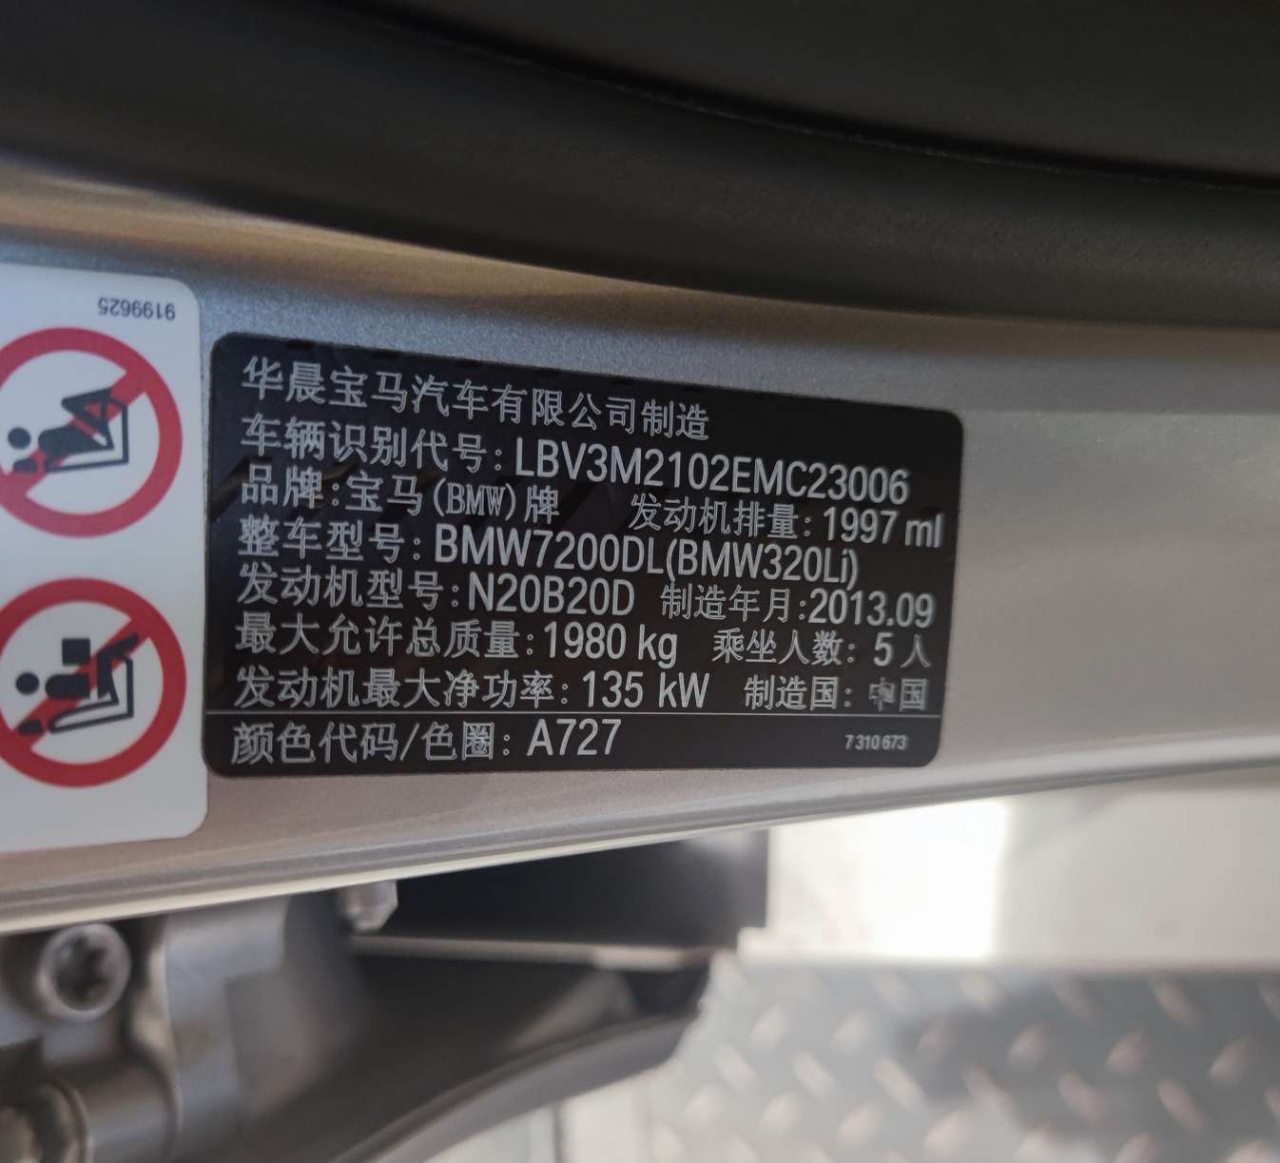 9199625
华晨宝马汽车有限公司制造
车辆识别代号: LBV3M2102EMC23006
品牌:宝马(BMW)牌 发动机排量: 1997 ml
整车型号: BMW7200DL(BMW320Li)
发动机型号: N20B20D 制造年月:2013.09
最大允许总质量: 1980 kg 乘坐人数: 5 人
发动机最大净功率: 135 kW 制造国: 中国
颜色代码/色圈: A727 7 310 673